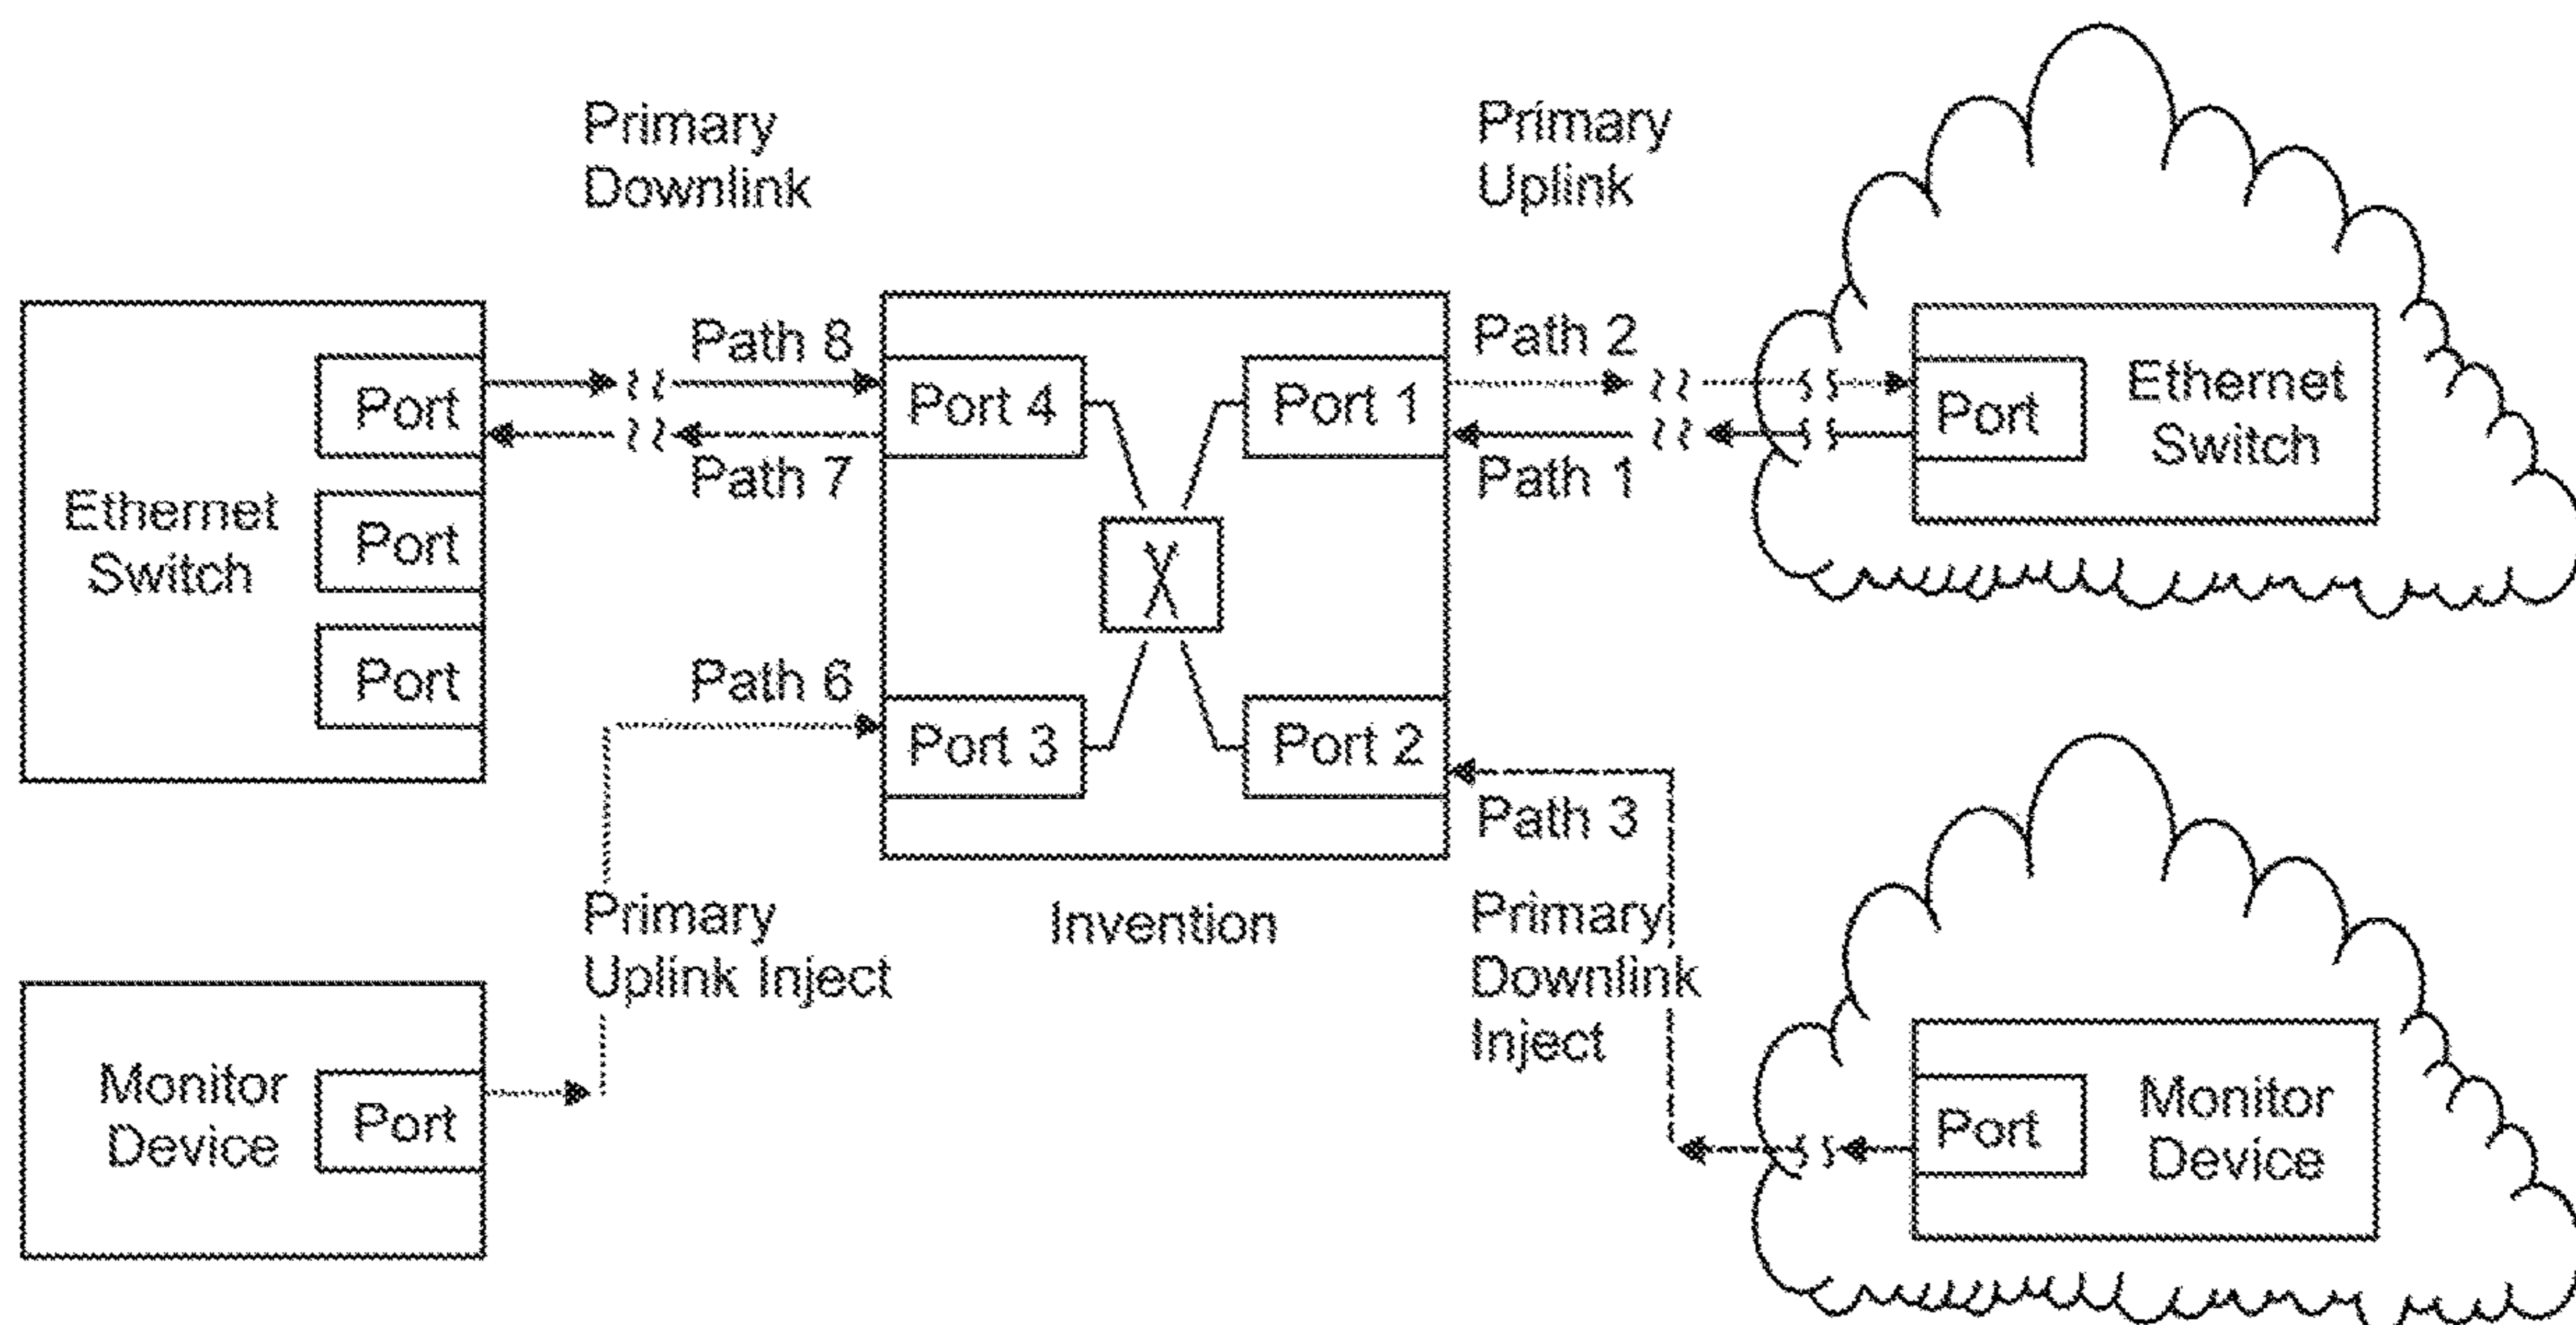 Primary
Downlink
Primary
Uplink
Path 8
Path 2
Port
Port 4
Port 1
Port
Ethernet
Switch
Path 7
Path 1
Ethernet
Switch
Port
X
Port
Path 6
Port 3
Port 2
Path 3
Primary
Uplink Inject
Invention
Primary
Downlink
Inject
Monitor
Device
Port
Port
Monitor
Device